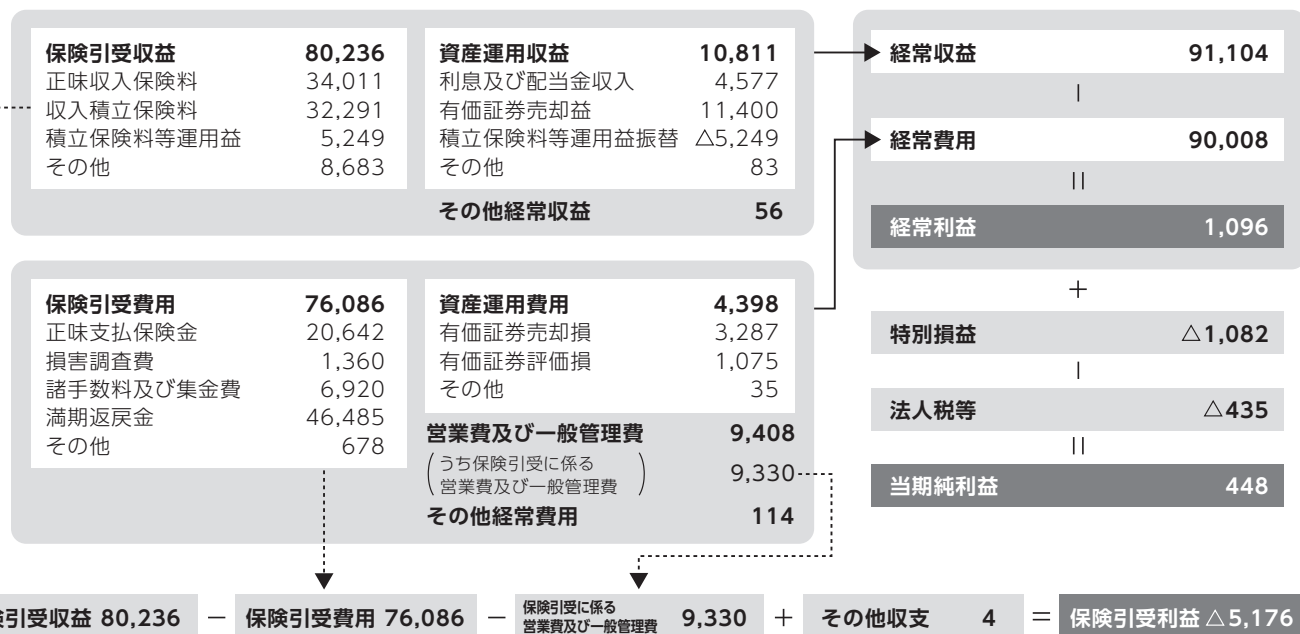 保険引受収益 80,236
正味収入保険料 34,011
収入積立保険料 32,291
積立保険料等運用益 5,249
その他 8,683
資産運用収益 10,811
利息及び配当金収入 4,577
有価証券売却益 11,400
積立保険料等運用益振替 △5,249
その他 83
その他経常収益 56
経常収益 91,104
−
経常費用 90,008
=
経常利益 1,096
保険引受費用 76,086
正味支払保険金 20,642
損害調査費 1,360
諸手数料及び集金費 6,920
満期返戻金 46,485
その他 678
資産運用費用 4,398
有価証券売却損 3,287
有価証券評価損 1,075
その他 35
営業費及び一般管理費 9,408
(うち保険引受に係る
営業費及び一般管理費) 9,330
その他経常費用 114
+
特別損益 △1,082
−
法人税等 △435
=
当期純利益 448
引受収益 80,236 − 保険引受費用 76,086 − 保険引受に係る営業費及び一般管理費 9,330 + その他収支 4 = 保険引受利益 △5,176